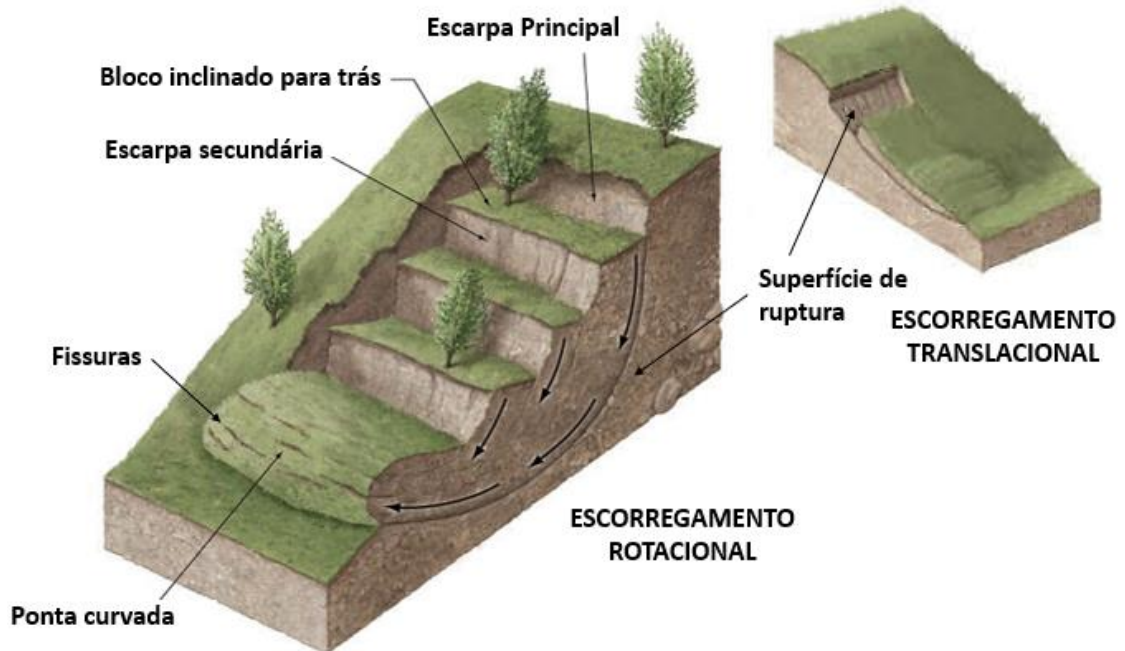 Escarpa Principal
Bloco inclinado para trás
Escarpa secundária
Superfície de
ruptura
ESCORREGAMENTO
TRANSLACIONAL
Fissuras
ESCORREGAMENTO
ROTACIONAL
Ponta curvada